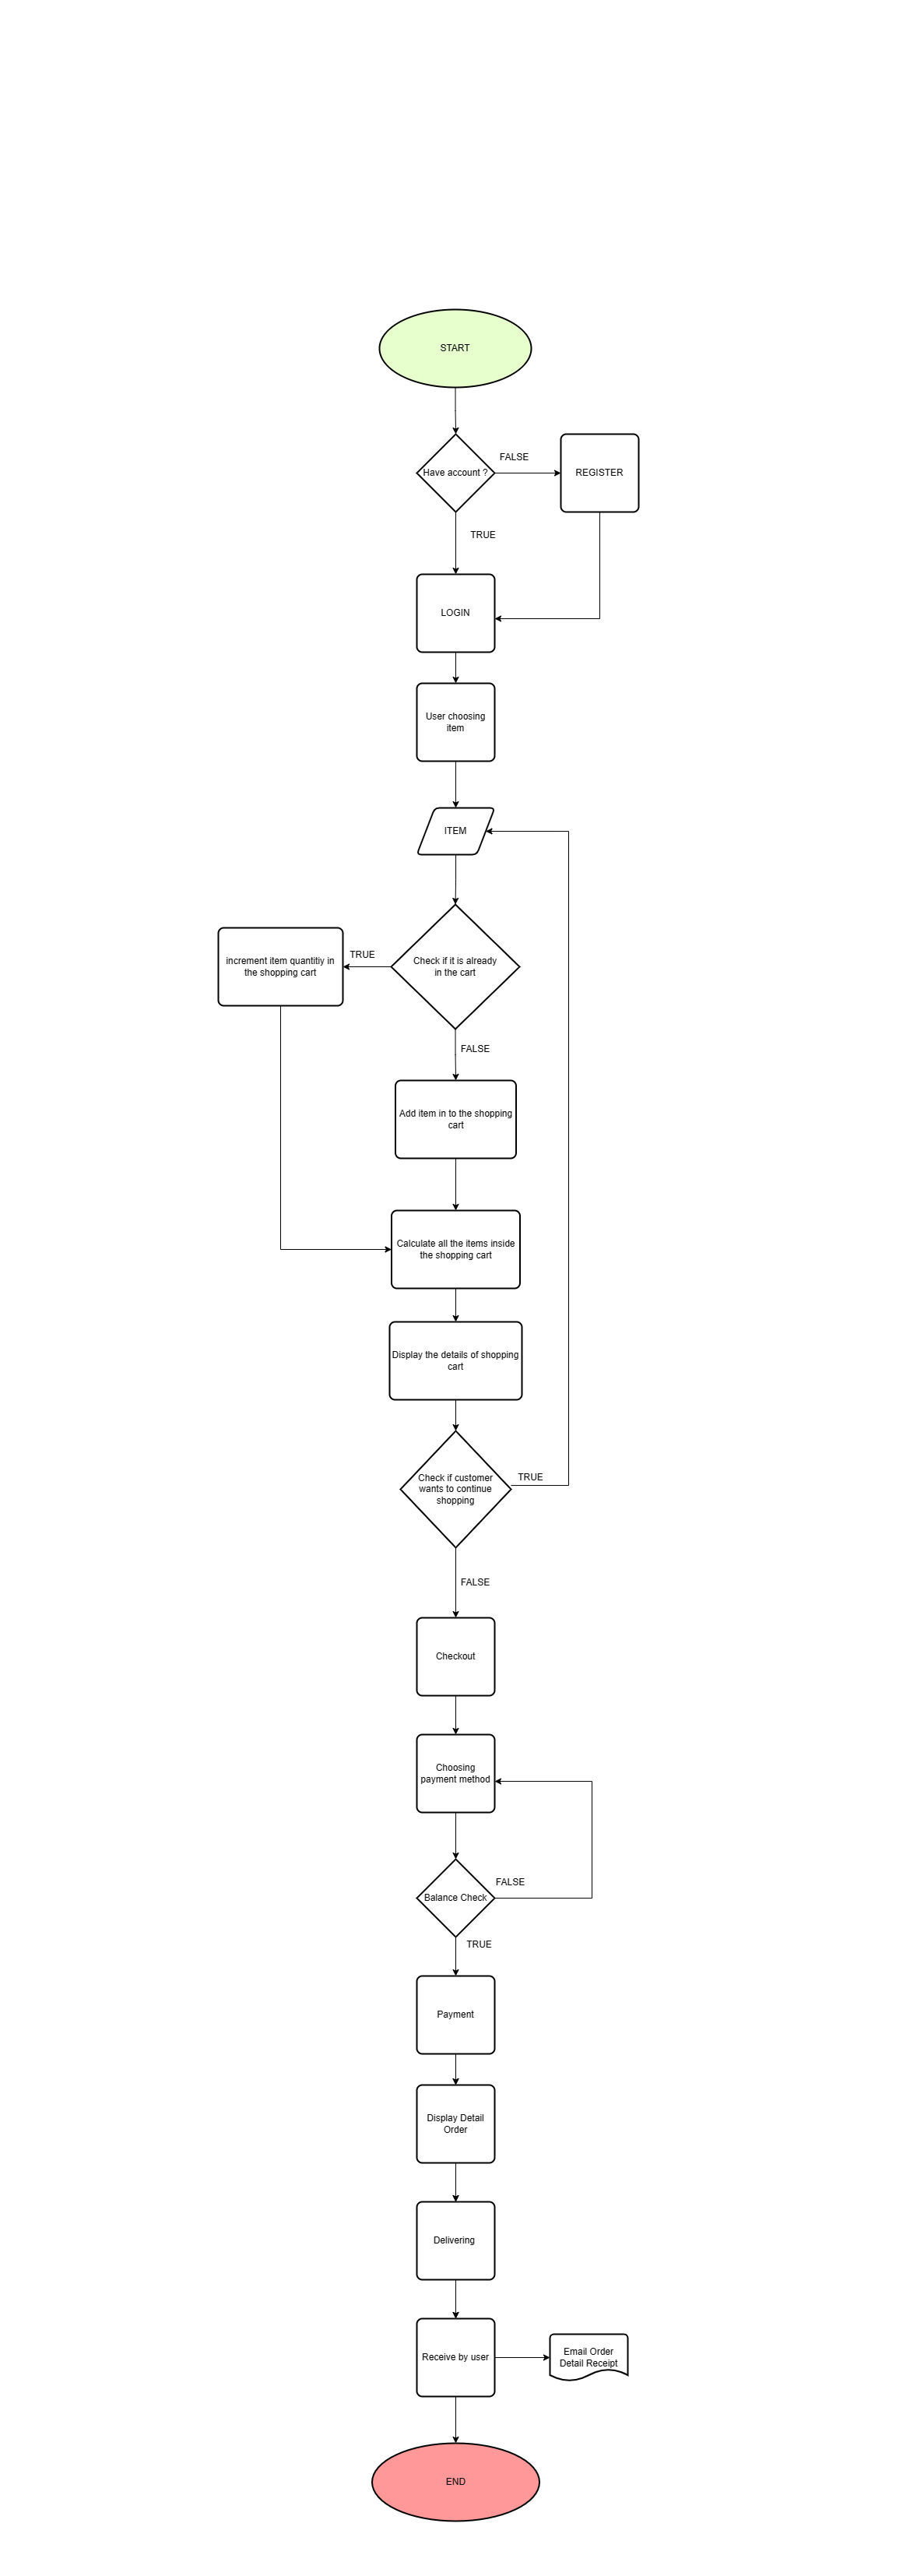 START
Have account ?
FALSE
REGISTER
TRUE
LOGIN
User choosing
item
ITEM
increment item quantitiy in
the shopping cart
TRUE
Check if it is already
in the cart
FALSE
Add item in to the shopping
cart
Calculate all the items inside
the shopping cart
Display the details of shopping
cart
Check if customer
wants to continue
shopping
TRUE
FALSE
Checkout
Choosing
payment method
Balance Check
FALSE
TRUE
Payment
Display Detail
Order
Delivering
Receive by user
Email Order
Detail Receipt
END